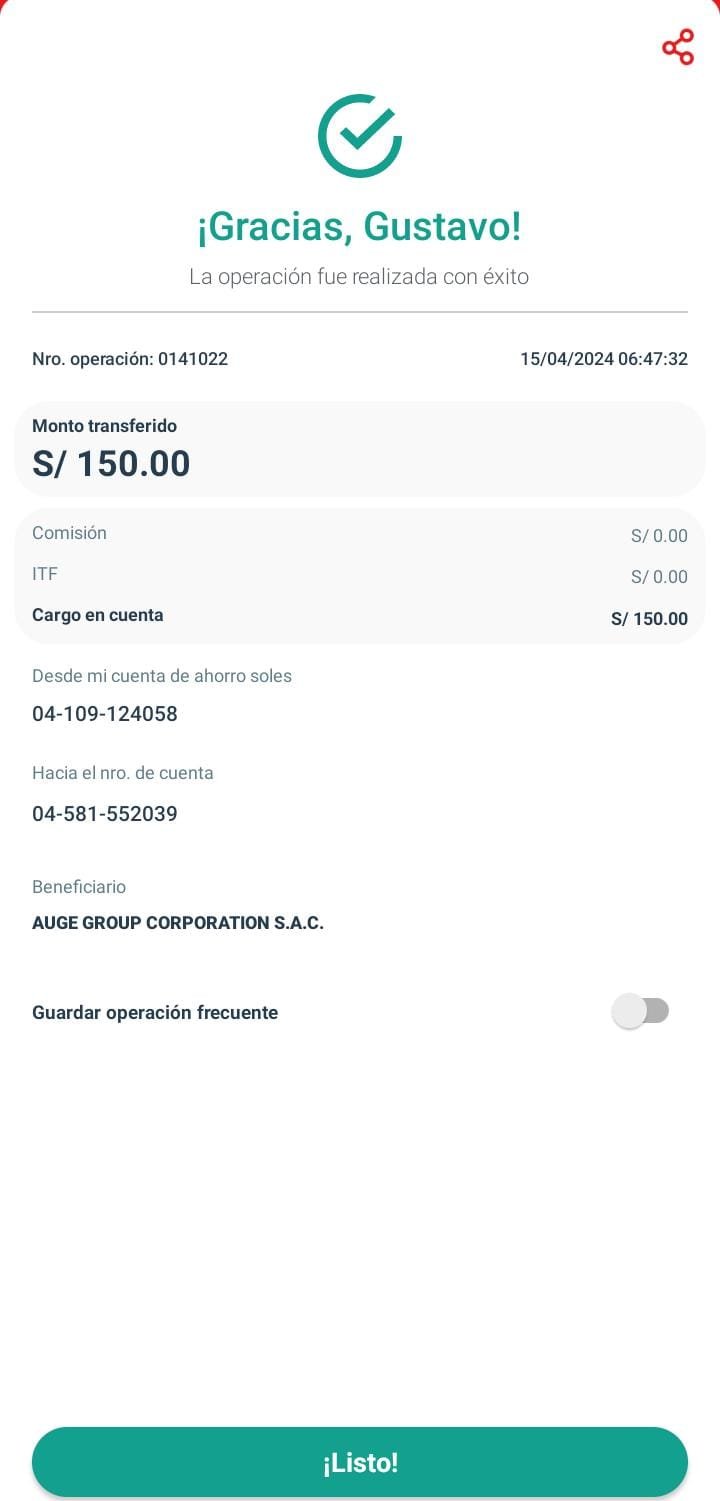 ¡Gracias, Gustavo!
La operación fue realizada con éxito
Nro. operación: 0141022 15/04/2024 06:47:32
Monto transferido
S/ 150.00
Comisión S/ 0.00
ITF S/ 0.00
Cargo en cuenta S/ 150.00
Desde mi cuenta de ahorro soles
04-109-124058
Hacia el nro. de cuenta
04-581-552039
Beneficiario
AUGE GROUP CORPORATION S.A.C.
Guardar operación frecuente
¡Listo!